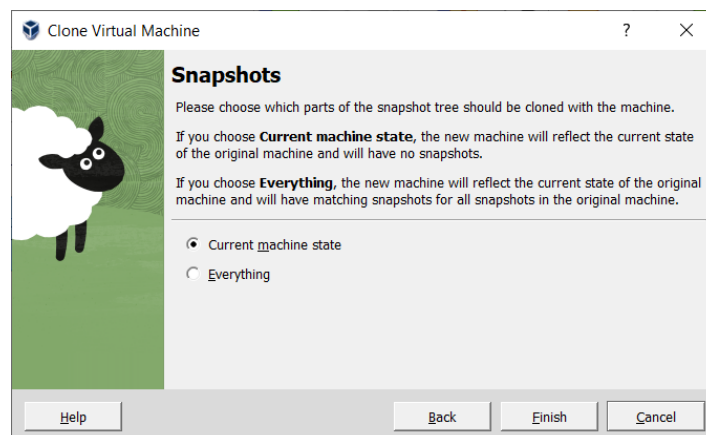 Clone Virtual Machine
?
Snapshots
Please choose which parts of the snapshot tree should be cloned with the machine.
If you choose Current machine state, the new machine will reflect the current state
of the original machine and will have no snapshots.
If you choose Everything, the new machine will reflect the current state of the original
machine and will have matching snapshots for all snapshots in the original machine.
Current machine state
Everything
Help
Back
Finish
Cancel